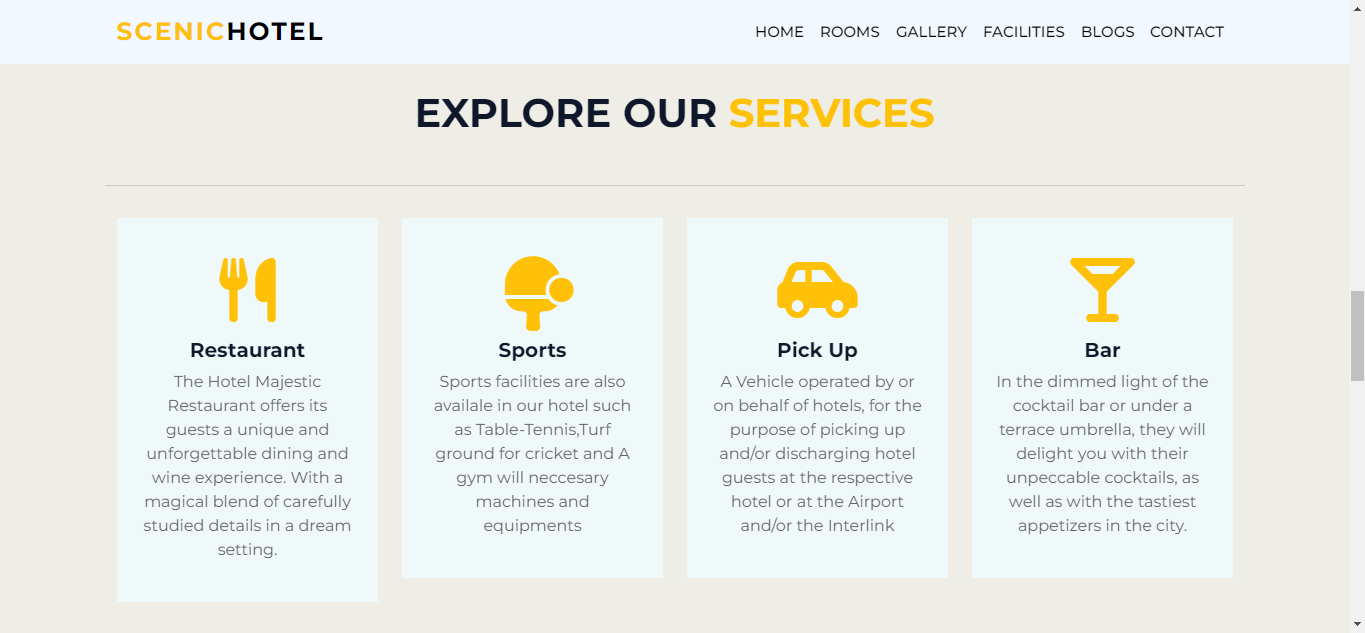 SCENICHOTEL
HOME ROOMS GALLERY FACILITIES BLOGS CONTACT
EXPLORE OUR SERVICES
Restaurant
The Hotel Majestic
Restaurant offers its
guests a unique and
unforgettable dining and
wine experience. With a
magical blend of carefully
studied details in a dream
setting.
Sports
Sports facilities are also
availale in our hotel such
as Table-Tennis,Turf
ground for cricket and A
gym will neccesary
machines and
equipments
Pick Up
A Vehicle operated by or
on behalf of hotels, for the
purpose of picking up
and/or discharging hotel
guests at the respective
hotel or at the Airport
and/or the Interlink
Bar
In the dimmed light of the
cocktail bar or under a
terrace umbrella, they will
delight you with their
unpeccable cocktails, as
well as with the tastiest
appetizers in the city.